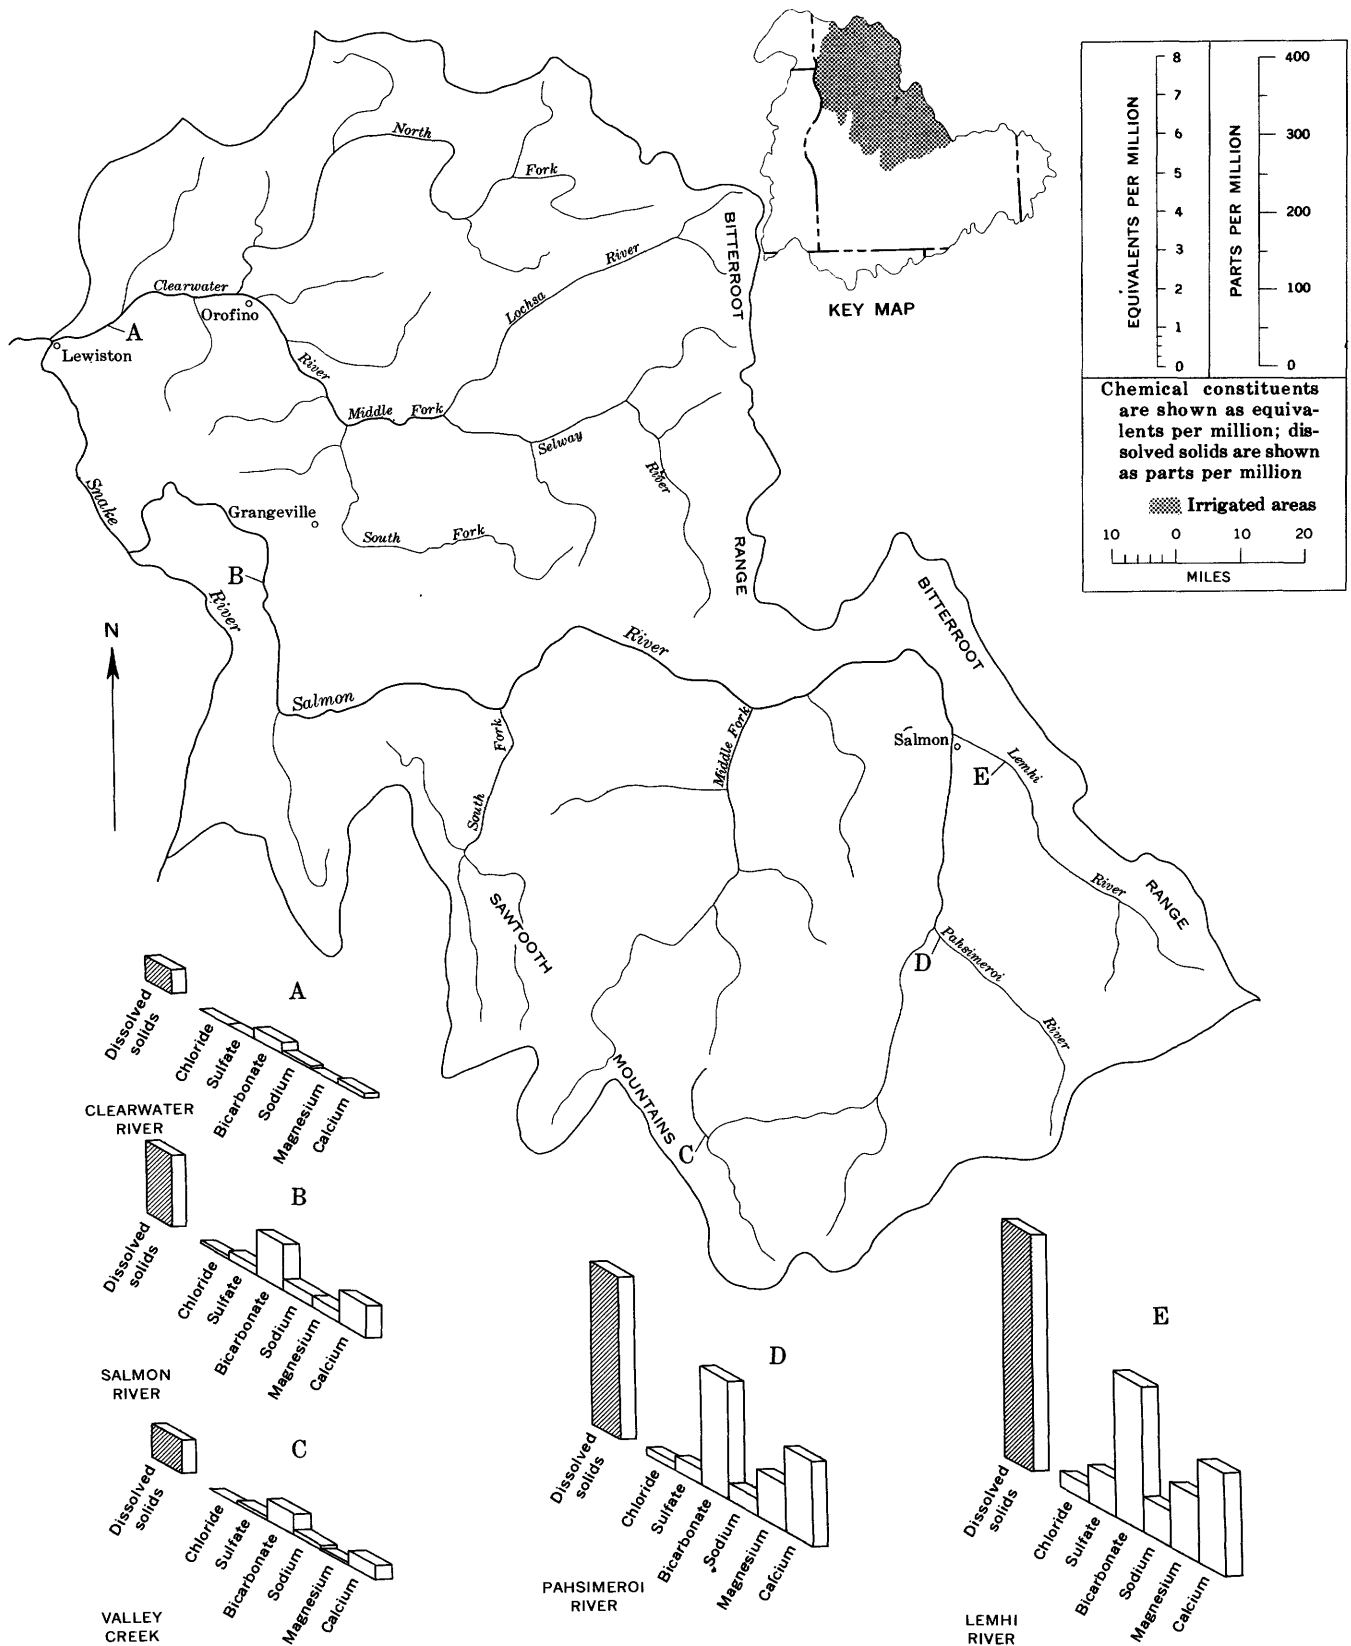 North
Fork
River
Lochsa
BITTERROOT
Clearwater
Orofino
A
Lewiston
River
Middle Fork
Selway
River
Snake
Grangeville
South Fork
RANGE
B
River
BITTERROOT
N
River
Salmon
Fork
South
Middle Fork
Salmon
Lemhi
E
River
RANGE
SAWTOOTH
D
Pahsimeroi
River
MOUNTAINS
C
KEY MAP
EQUIVALENTS PER MILLION
8
7
6
5
4
3
2
1
0
PARTS PER MILLION
400
300
200
100
0
Chemical constituents
are shown as equiva-
lents per million; dis-
solved solids are shown
as parts per million
Irrigated areas
10 0 10 20
MILES
A
Dissolved
solids
Chloride
Sulfate
Bicarbonate
Sodium
Magnesium
Calcium
CLEARWATER
RIVER
B
Dissolved
solids
Chloride
Sulfate
Bicarbonate
Sodium
Magnesium
Calcium
SALMON
RIVER
C
Dissolved
solids
Chloride
Sulfate
Bicarbonate
Sodium
Magnesium
Calcium
VALLEY
CREEK
D
Dissolved
solids
Chloride
Sulfate
Bicarbonate
Sodium
Magnesium
Calcium
PAHSIMEROI
RIVER
E
Dissolved
solids
Chloride
Sulfate
Bicarbonate
Sodium
Magnesium
Calcium
LEMHI
RIVER